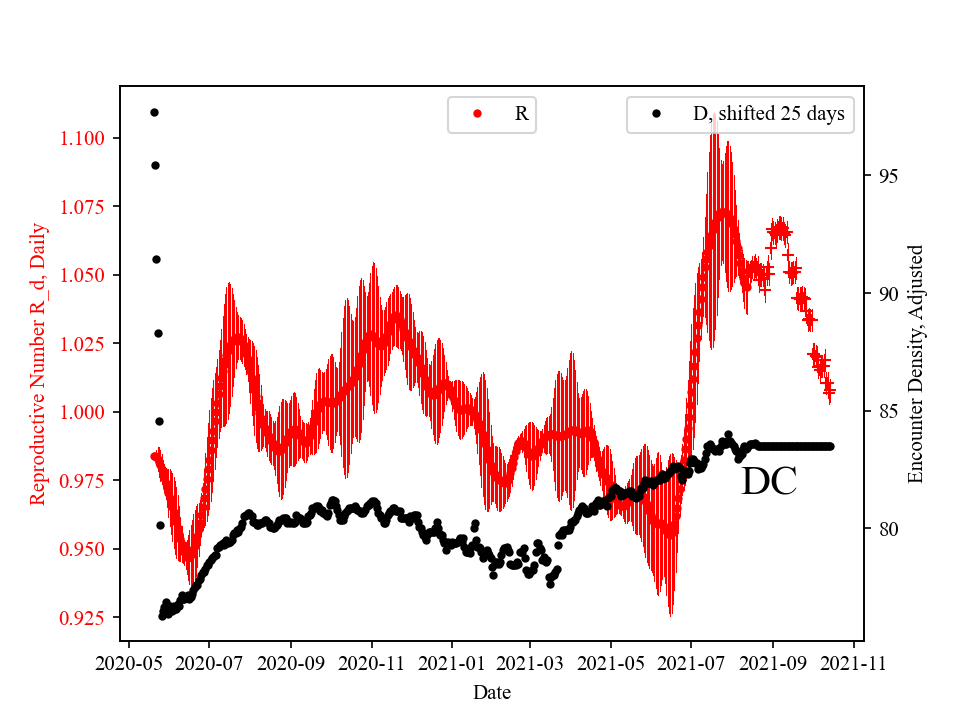 R
D, shifted 25 days
1.100
1.075
1.050
1.025
1.000
0.975
0.950
0.925
Reproductive Number R_d, Daily
95
90
85
80
Encounter Density, Adjusted
DC
2020-05 2020-07 2020-09 2020-11 2021-01 2021-03 2021-05 2021-07 2021-09 2021-11
Date